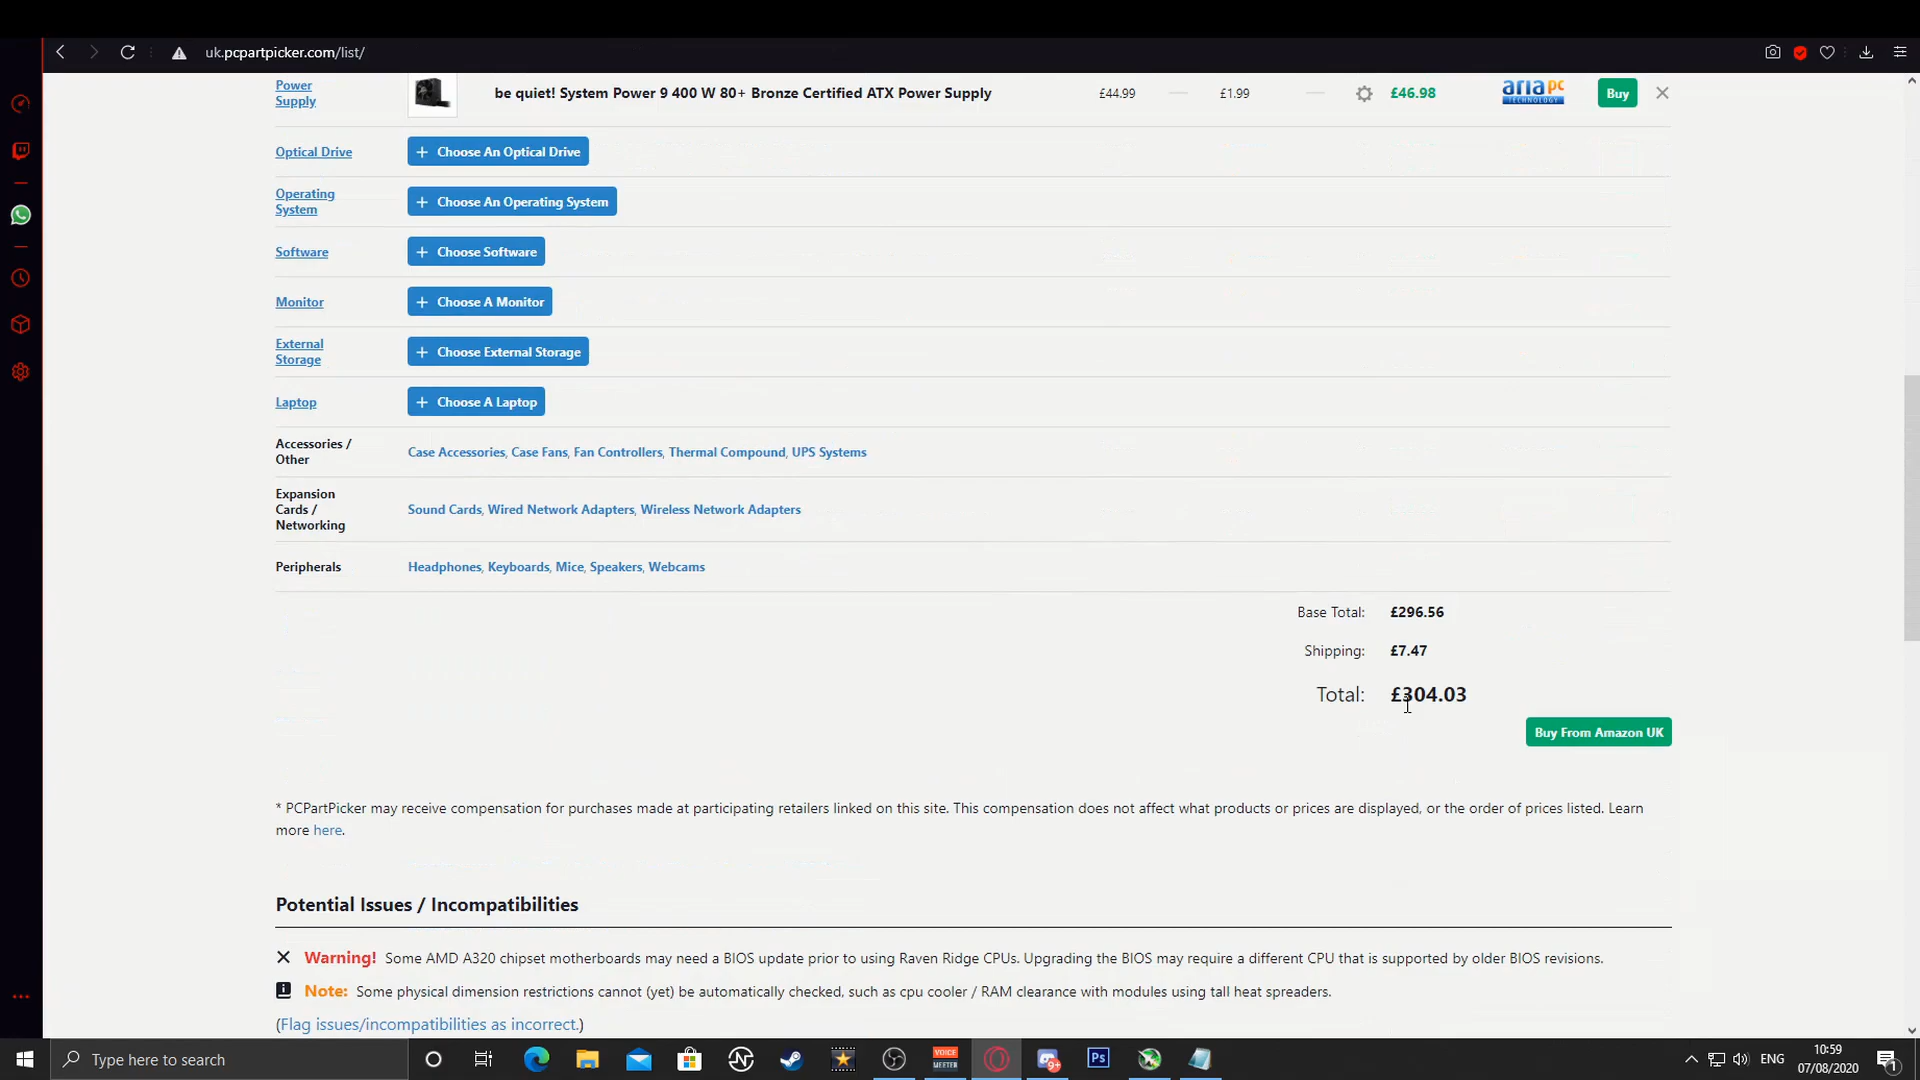 uk.pcpartpicker.com/list/
Power
Supply
be quiet! System Power 9 400 W 80+ Bronze Certified ATX Power Supply
£44.99
£1.99
£46.98
aria pc
TECHNOLOGY
Buy
Optical Drive
+ Choose An Optical Drive
Operating
System
+ Choose An Operating System
Software
+ Choose Software
Monitor
+ Choose A Monitor
External
Storage
+ Choose External Storage
Laptop
+ Choose A Laptop
Accessories /
Other
Case Accessories, Case Fans, Fan Controllers, Thermal Compound, UPS Systems
Expansion
Cards /
Networking
Sound Cards, Wired Network Adapters, Wireless Network Adapters
Peripherals
Headphones, Keyboards, Mice, Speakers, Webcams
Base Total: £296.56
Shipping: £7.47
Total: £304.03
Buy From Amazon UK
* PCPartPicker may receive compensation for purchases made at participating retailers linked on this site. This compensation does not affect what products or prices are displayed, or the order of prices listed. Learn
more here.
Potential Issues / Incompatibilities
Warning! Some AMD A320 chipset motherboards may need a BIOS update prior to using Raven Ridge CPUs. Upgrading the BIOS may require a different CPU that is supported by older BIOS revisions.
Note: Some physical dimension restrictions cannot (yet) be automatically checked, such as cpu cooler / RAM clearance with modules using tall heat spreaders.
(Flag issues/incompatibilities as incorrect.)
Type here to search
VOICE
MEETER
9+
Ps
ENG
10:59
07/08/2020
1